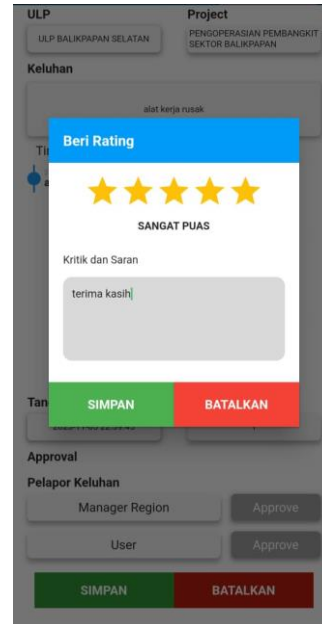 ULP
Project
ULP BALIKPAPAN SELATAN
PENGOPERASIAN PEMBANGKIT
SEKTOR BALIKPAPAN
Keluhan
alat kerja rusak
Beri Rating
SANGAT PUAS
Kritik dan Saran
terima kasih
SIMPAN
BATALKAN
Approval
Pelapor Keluhan
Manager Region
Approve
User
Approve
SIMPAN
BATALKAN